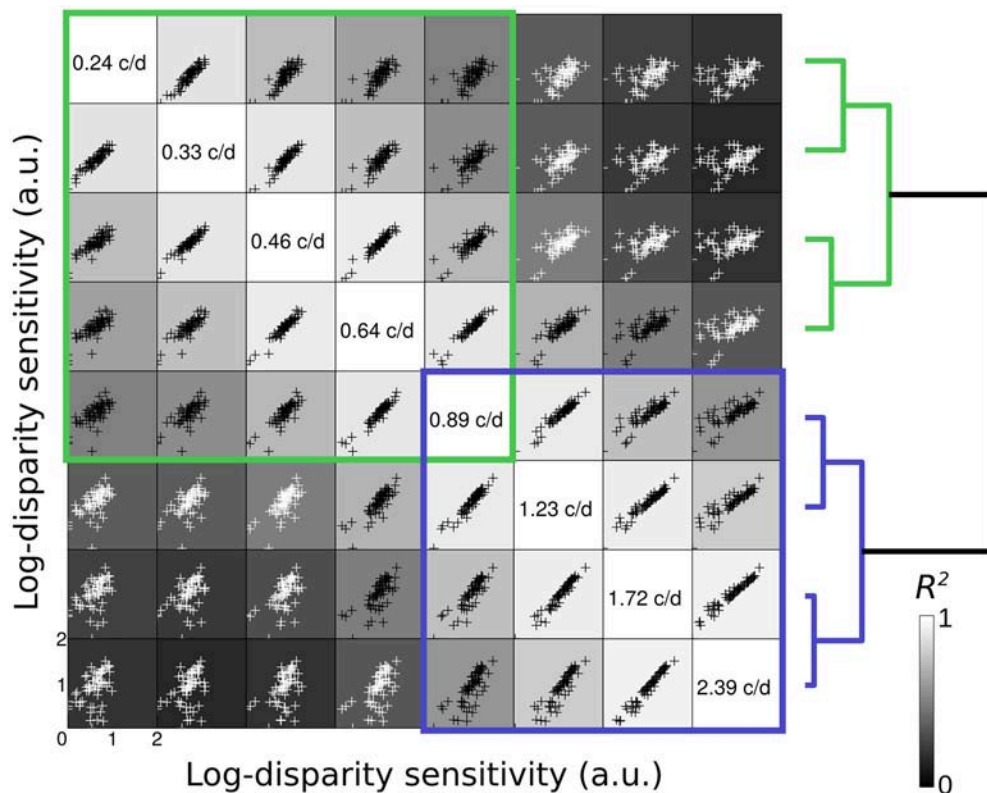 0.24 c/d
0.33 c/d
0.46 c/d
0.64 c/d
0.89 c/d
1.23 c/d
1.72 c/d
2.39 c/d
Log-disparity sensitivity (a.u.)
2
1
0 1 2
Log-disparity sensitivity (a.u.)
R²
1
0